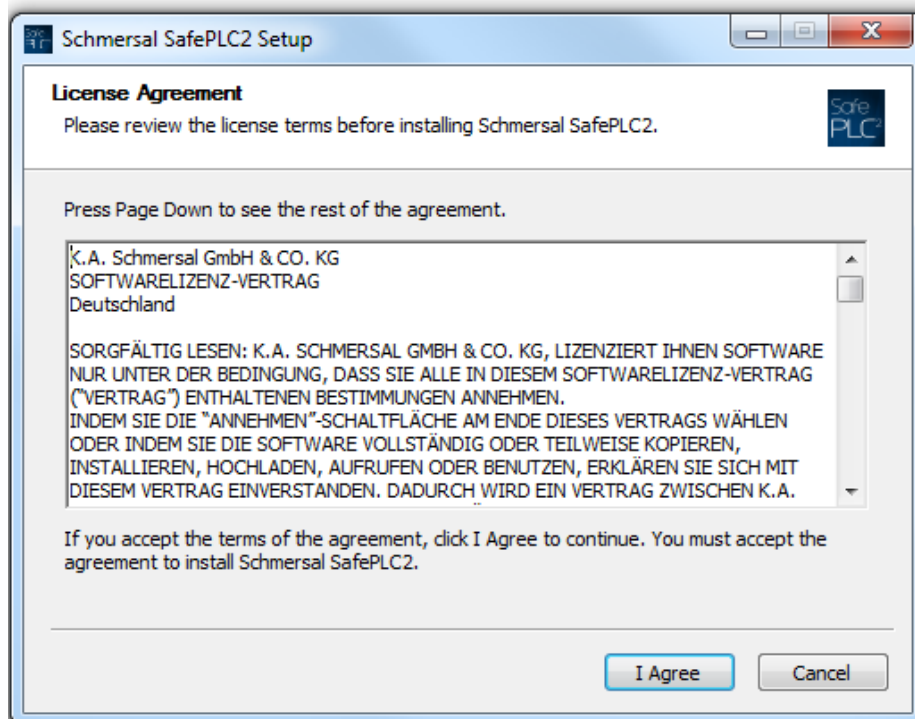 Schmersal SafePLC2 Setup
License Agreement
Please review the license terms before installing Schmersal SafePLC2.
Safe
PLC²
Press Page Down to see the rest of the agreement.
K.A. Schmersal GmbH & CO. KG
SOFTWARELIZENZ-VERTRAG
Deutschland
SORGFÄLTIG LESEN: K.A. SCHMERSAL GMBH & CO. KG, LIZENZIERT IHNEN SOFTWARE
NUR UNTER DER BEDINGUNG, DASS SIE ALLE IN DIESEM SOFTWARELIZENZ-VERTRAG
(“VERTRAG”) ENTHALTENEN BESTIMMUNGEN ANNEHMEN.
INDEM SIE DIE “ANNEHMEN”-SCHALTFLÄCHE AM ENDE DIESES VERTRAGS WÄHLEN
ODER INDEM SIE DIE SOFTWARE VOLLSTÄNDIG ODER TEILWEISE KOPIEREN,
INSTALLIEREN, HOCHLADEN, AUFRUFEN ODER BENUTZEN, ERKLÄREN SIE SICH MIT
DIESEM VERTRAG EINVERSTANDEN. DADURCH WIRD EIN VERTRAG ZWISCHEN K.A.
If you accept the terms of the agreement, click I Agree to continue. You must accept the
agreement to install Schmersal SafePLC2.
I Agree
Cancel